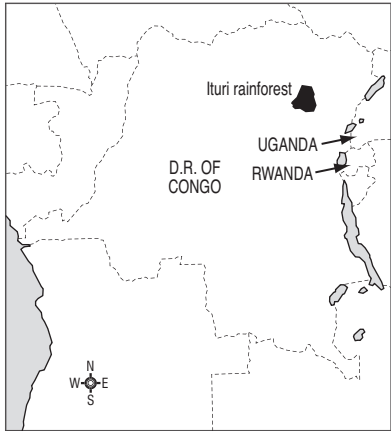 Ituri rainforest
UGANDA
D.R. OF
CONGO
RWANDA
N
W E
S